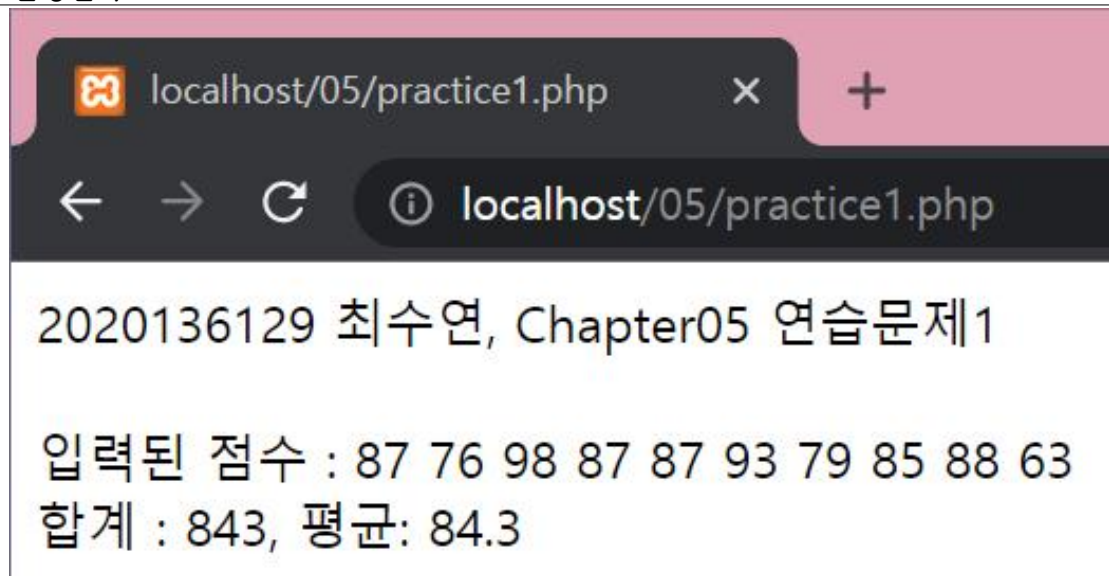 localhost/05/practice1.php
localhost/05/practice1.php
2020136129 최수연, Chapter05 연습문제1
입력된 점수 : 87 76 98 87 87 93 79 85 88 63
합계 : 843, 평균: 84.3